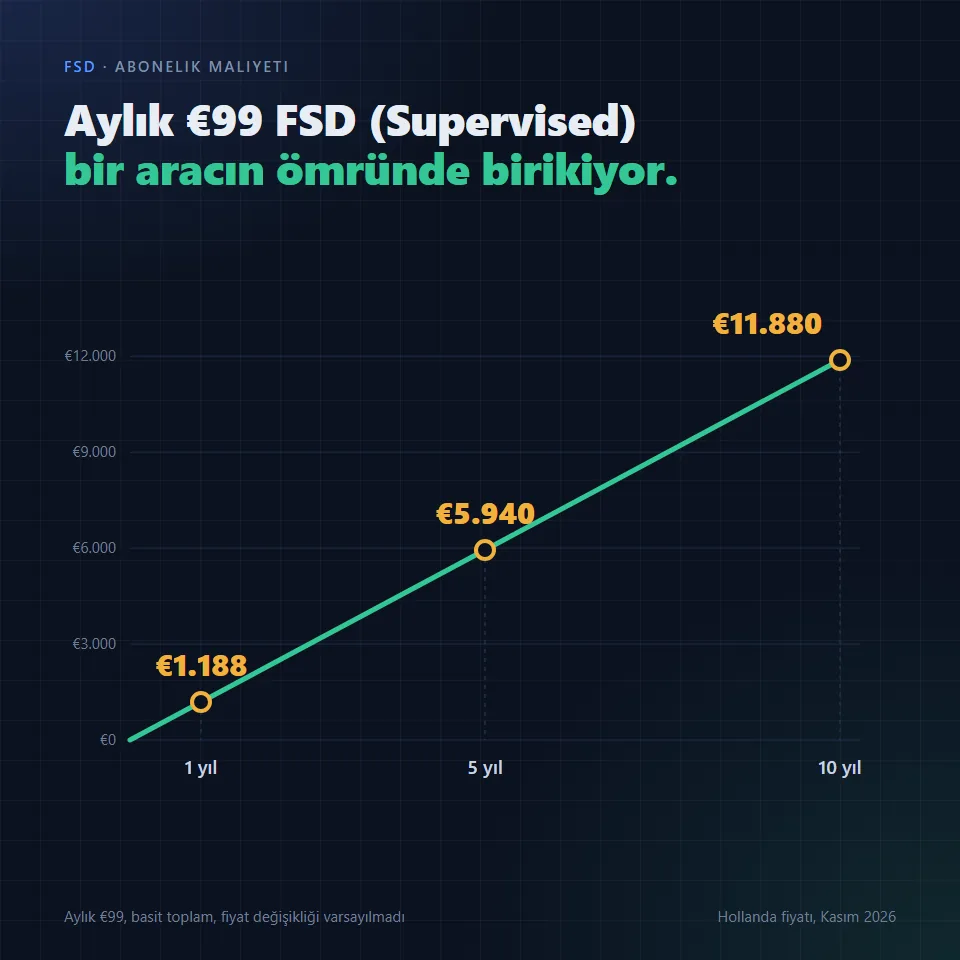 FSD · ABONELIK MALIYETI
Aylık €99 FSD (Supervised)
bir aracın ömründe birikiyor.
€11.880
€12.000
€9.000
€5.940
€6.000
€3.000
€1.188
€0
1 yıl
5 yıl
10 yıl
Aylık €99, basit toplam, fiyat değişikliği varsayılmadı
Hollanda fiyatı, Kasım 2026